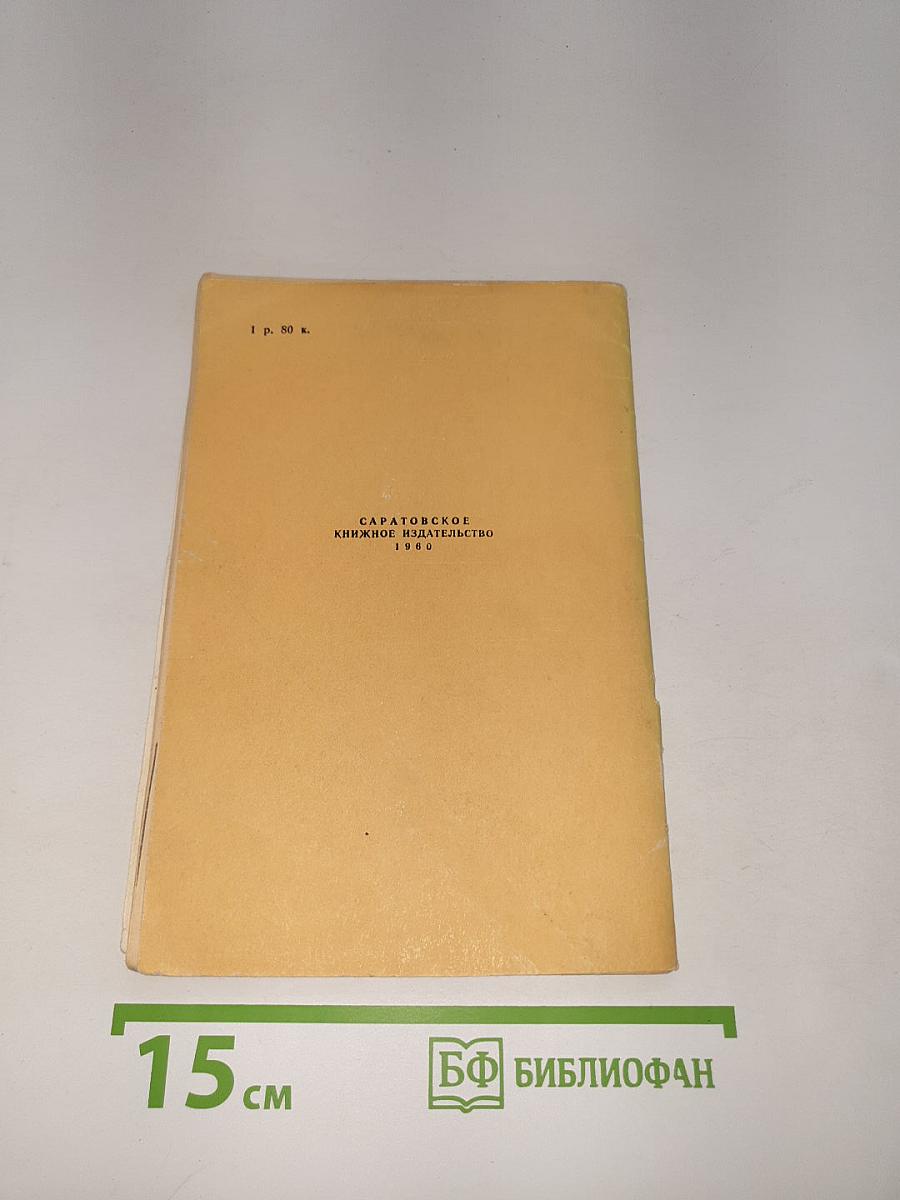 1 р. 80 к.
САРАТОВСКОЕ
КНИЖНОЕ ИЗДАТЕЛЬСТВО
1960
15 см
БФ БИБЛИОФАН